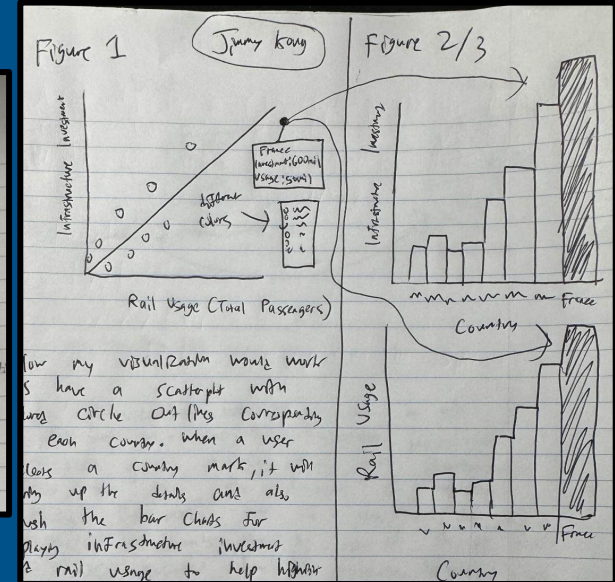 Figure 1
Jimmy Kong
Figure 2/3
Infrastructure Investment
France
Investment: 600mil
Usage: 50mil
different
colors
Rail Usage (Total Passengers)
Infrastructure
France
Country
Rail Usage
France
Country
ow my visualization would work
s have a scatterplot with
circle outlines corresponding
each country. When a user
a country mark, it will
up the details and also
the bar charts for
playing infrastructure investment
rail usage to help